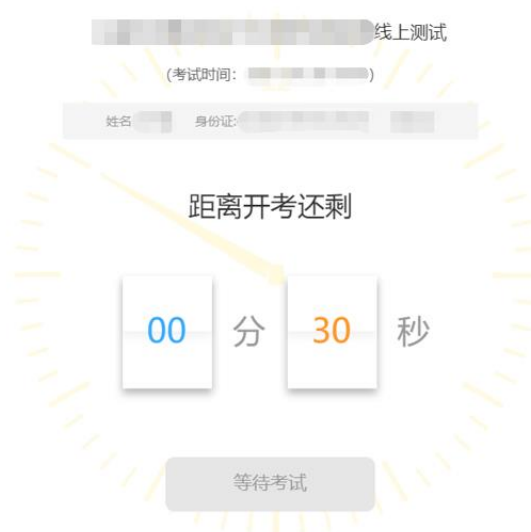 线上测试
(考试时间: )
姓名 身份证:
距离开考还剩
00 分 30 秒
等待考试